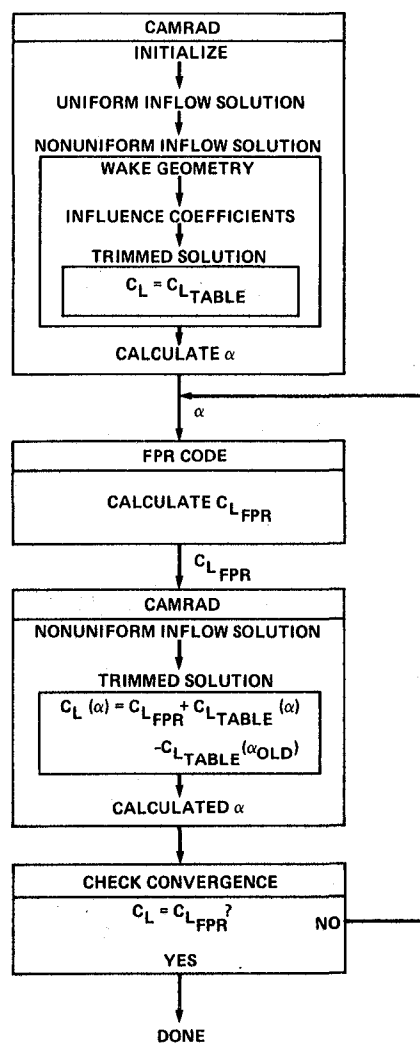 CAMRAD
INITIALIZE
UNIFORM INFLOW SOLUTION
NONUNIFORM INFLOW SOLUTION
WAKE GEOMETRY
INFLUENCE COEFFICIENTS
TRIMMED SOLUTION
C_L = C_L_TABLE
CALCULATE α
α
FPR CODE
CALCULATE C_L_FPR
C_L_FPR
CAMRAD
NONUNIFORM INFLOW SOLUTION
TRIMMED SOLUTION
C_L (α) = C_L_FPR + C_L_TABLE (α)
-C_L_TABLE (α_OLD)
CALCULATED α
CHECK CONVERGENCE
C_L = C_L_FPR?
NO
YES
DONE